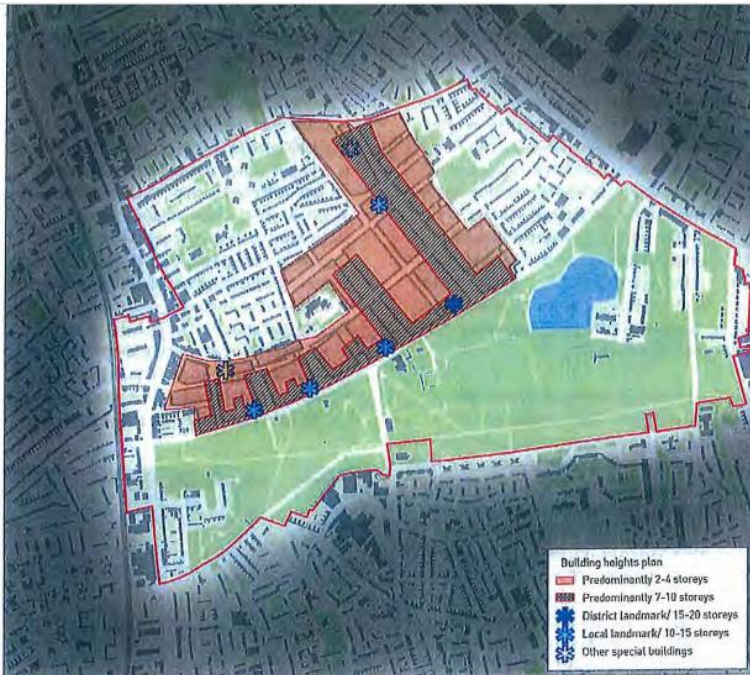 Building heights plan
Predominantly 2-4 storeys
Predominantly 7-10 storeys
District landmark/ 15-20 storeys
Local landmark/ 10-15 storeys
Other special buildings